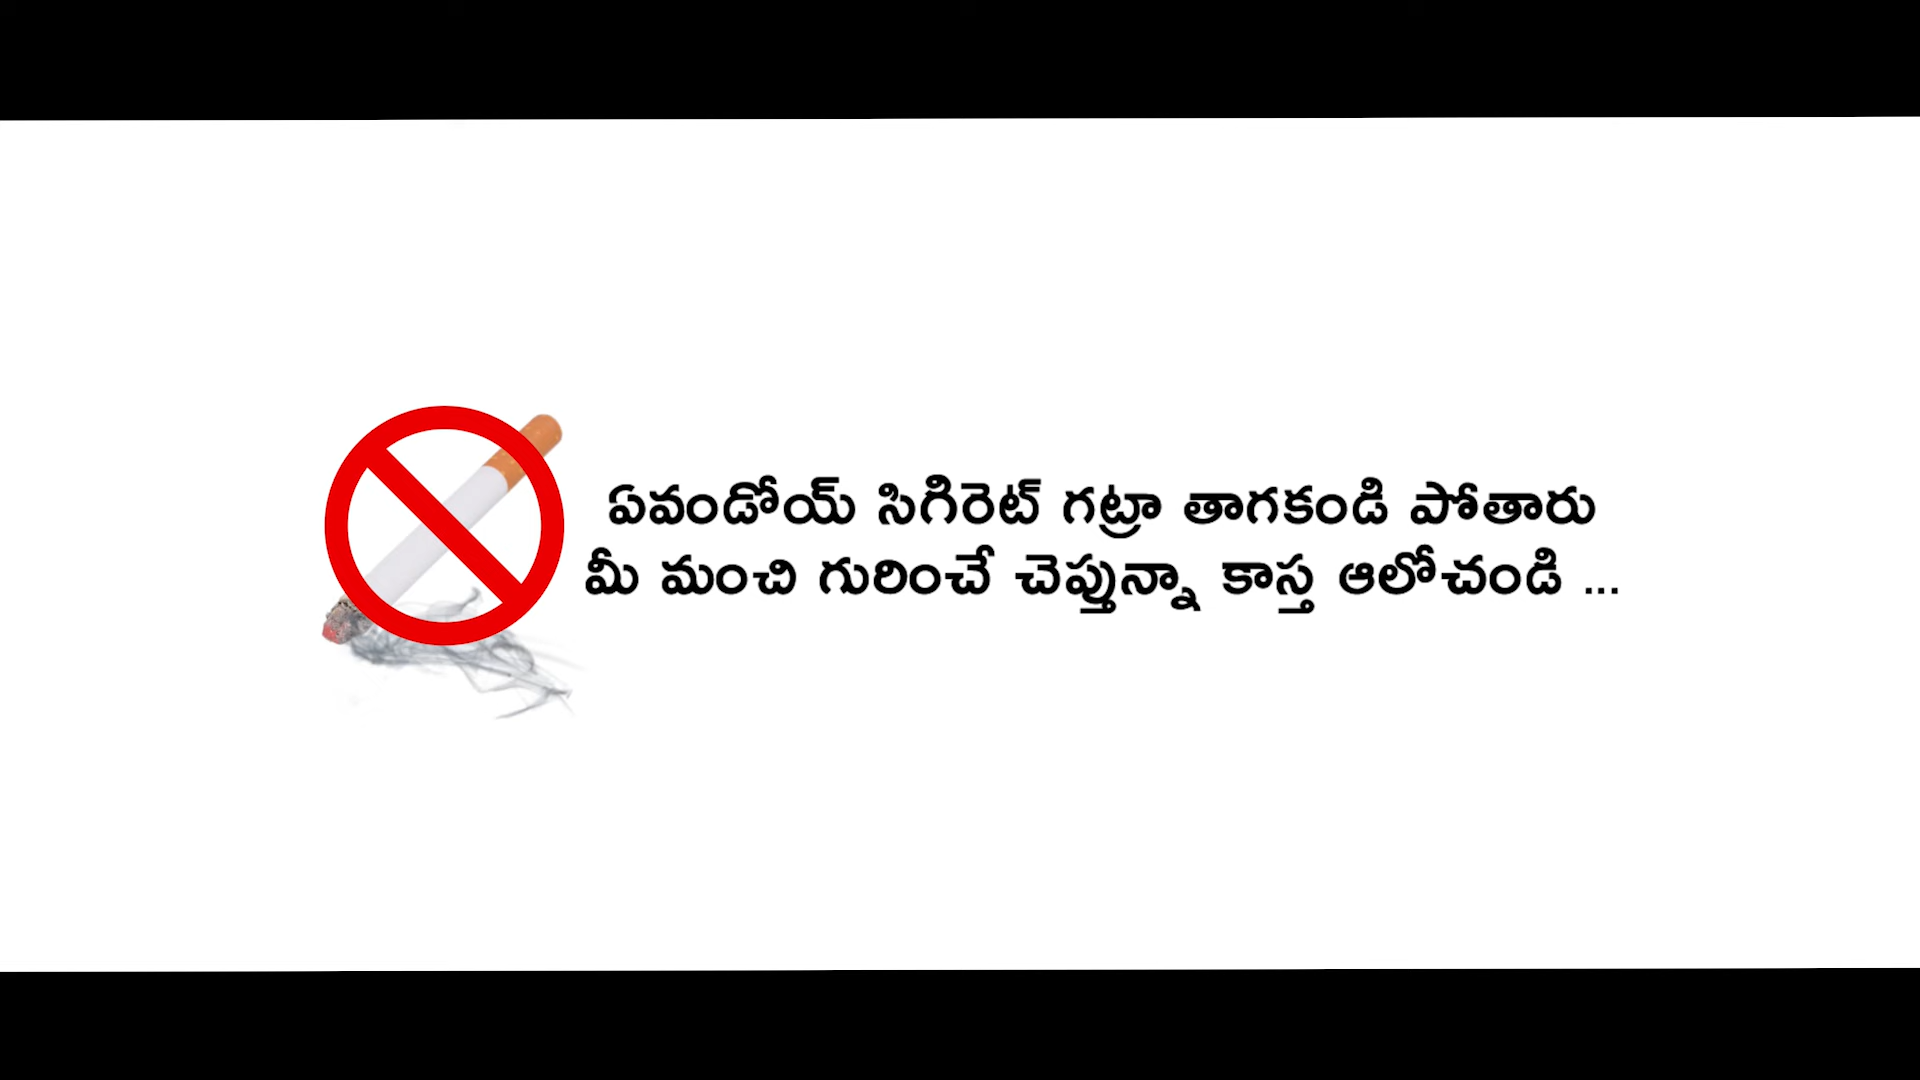 ఏవండోయ్ సిగిరెట్ గట్రా తాగకండి పోతారు
మీ మంచి గురించే చెప్తున్నా కాస్త ఆలోచండి ...